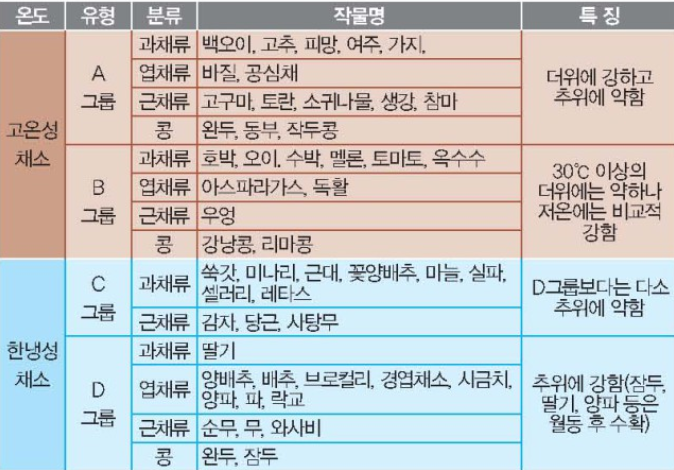 온도 유형 분류 작물명 특징
고온성 채소
A 그룹
과채류 백오이, 고추, 피망, 여주, 가지,
엽채류 바질, 공심채
근채류 고구마, 토란, 소귀나물, 생강, 참마
콩 완두, 동부, 작두콩
더위에 강하고
추위에 약함
B 그룹
과채류 호박, 오이, 수박, 멜론, 토마토, 옥수수
엽채류 아스파라가스, 독활
근채류 우엉
콩 강낭콩, 리마콩
30℃ 이상의
더위에는 약하나
저온에는 비교적
강함
한냉성 채소
C 그룹
과채류 쑥갓, 미나리, 근대, 꽃양배추, 마늘, 실파,
셀러리, 레타스
근채류 감자, 당근, 사탕무
D그룹보다는 다소
추위에 약함
D 그룹
과채류 딸기
엽채류 양배추, 배추, 브로컬리, 경엽채소, 시금치,
양파, 파, 락교
근채류 순무, 무, 와사비
콩 완두, 잠두
추위에 강함(잠두,
딸기, 양파 등은
월동 후 수확)